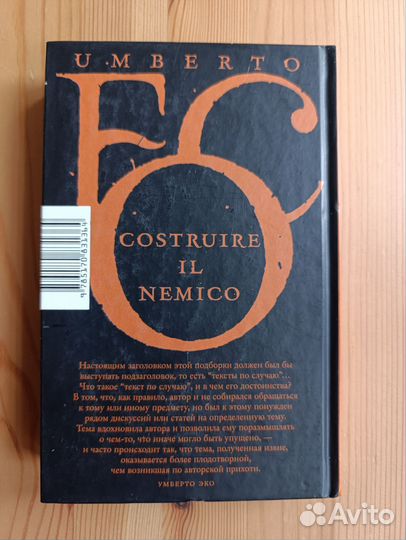 UMBERTO
ECO
COSTRUIRE
IL
NEMICO
Настоящим заголовком этой подборки должен был бы
выступать подзаголовок, то есть “тексты по случаю”...
Что такое “текст по случаю”, и в чем его достоинства?
В том, что, как правило, автор и не собирался обращаться
к тому или иному предмету, но был к этому понужден
рядом дискуссий или статей на определенную тему.
Тема вдохновила автора и позволила ему поразмышлять
о чем-то, что иначе могло быть упущено, —
и часто происходит так, что тема, полученная извне,
оказывается более плодотворной,
чем возникшая по авторской прихоти.
УМБЕРТО ЭКО
9 785170 831364
Avito